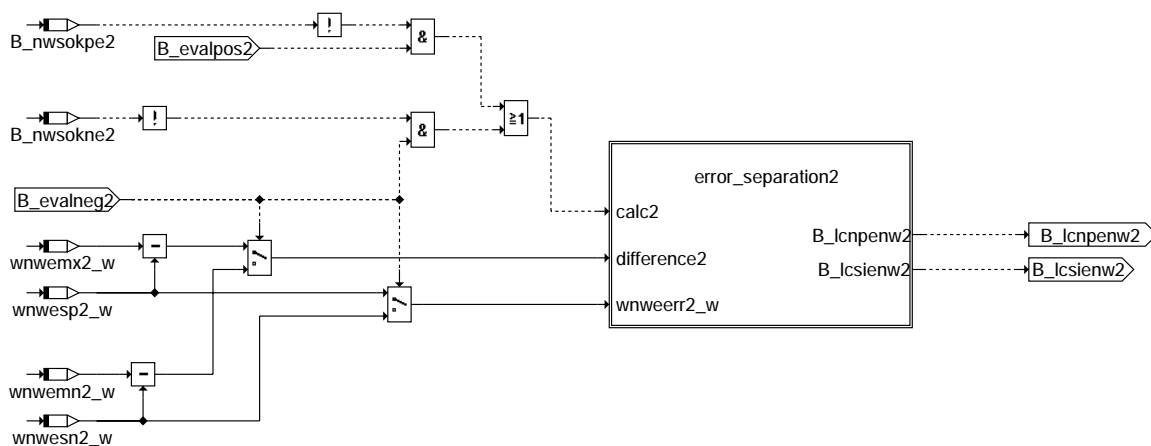 B_nwsokpe2
!
B_evalpos2
&
B_nwsokne2
!
&
≥1
B_evalneg2
error_separation2
calc2
B_lcnpenw2
B_lcnpenw2
wnwemx2_w
-
difference2
B_lcsienw2
B_lcsienw2
wnwesp2_w
wnweerr2_w
wnwemn2_w
-
wnwesn2_w